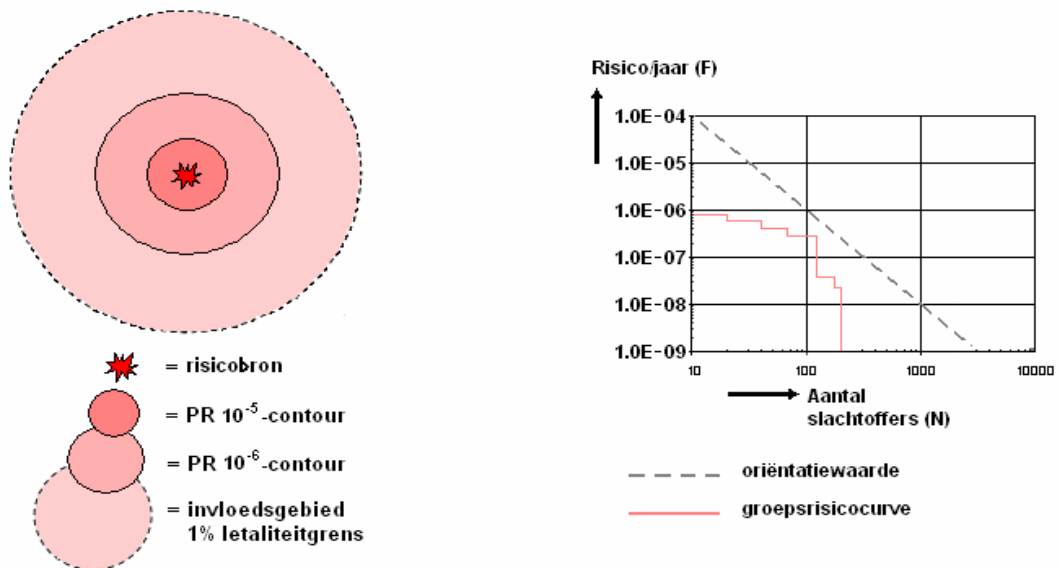 = risicobron
= PR 10⁻⁵-contour
= PR 10⁻⁶-contour
= invloedsgebied
1% letaliteitgrens
Risico/jaar (F)
1.0E-04
1.0E-05
1.0E-06
1.0E-07
1.0E-08
1.0E-09
10 100 1000 10000
Aantal
slachtoffers (N)
oriëntatiewaarde
groepsrisicocurve